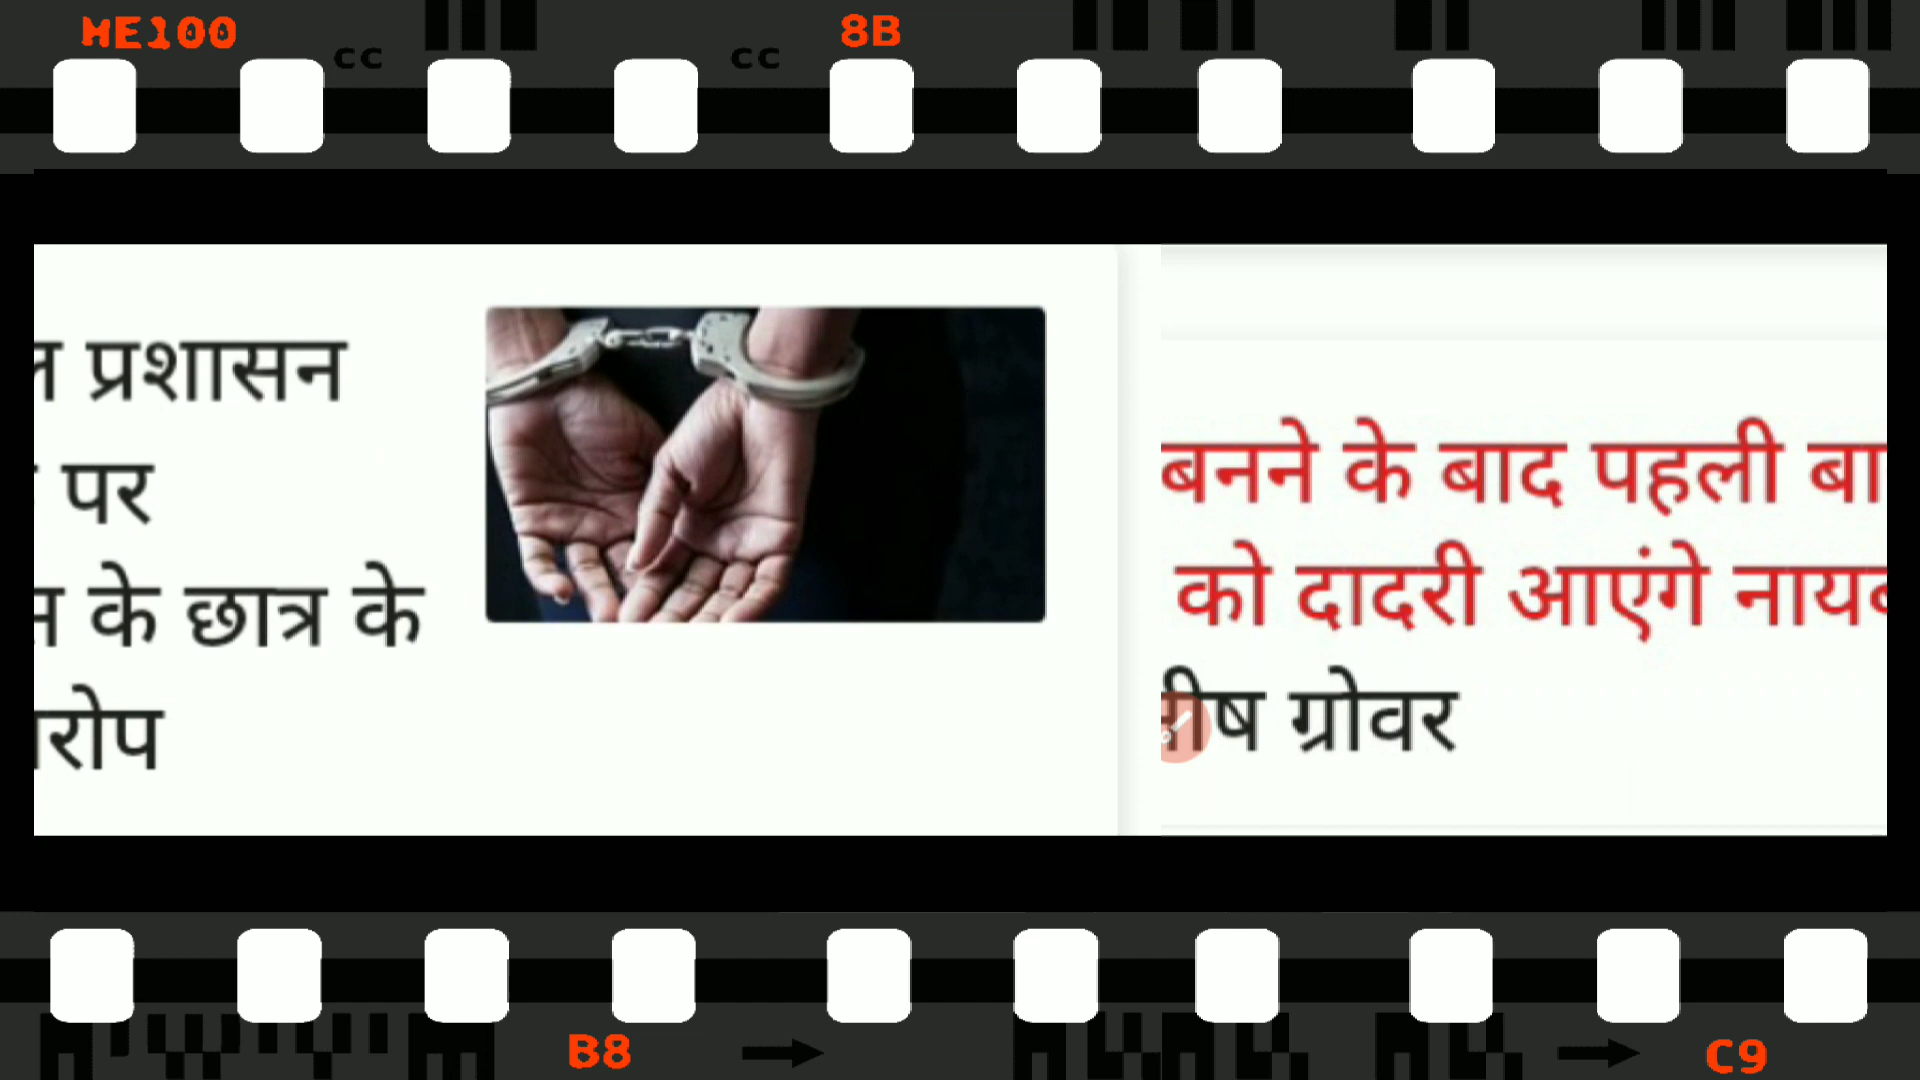 ME100
8B
cc
cc
प्रशासन
पर
के छात्र के
रोप
बनने के बाद पहली
को दादरी आएंगे
ग्रोवर
B8
C9